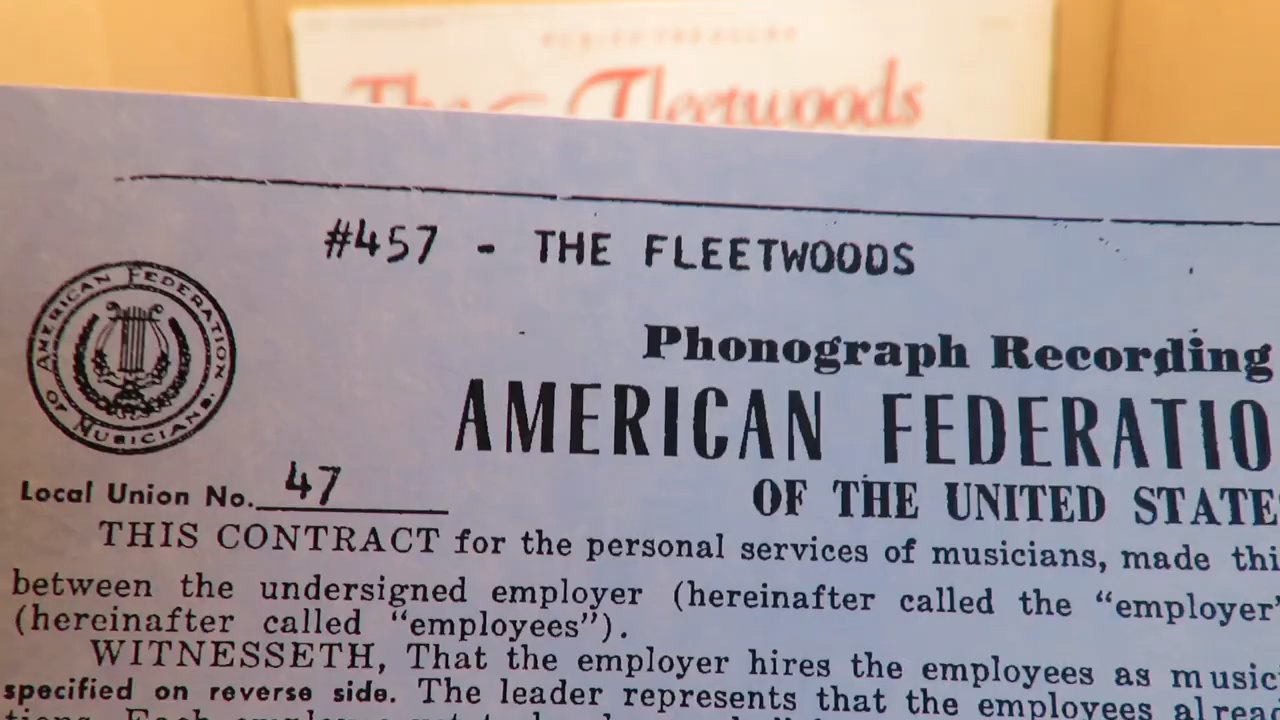 The Fleetwoods
#457 - THE FLEETWOODS
AMERICAN FEDERATION OF MUSICIANS.
Phonograph Recording
AMERICAN FEDERATIO
Local Union No. 47
OF THE UNITED STATE
THIS CONTRACT for the personal services of musicians, made thi
between the undersigned employer (hereinafter called the “employer”
(hereinafter called “employees”).
WITNESSETH, That the employer hires the employees as music
specified on reverse side. The leader represents that the employees alread